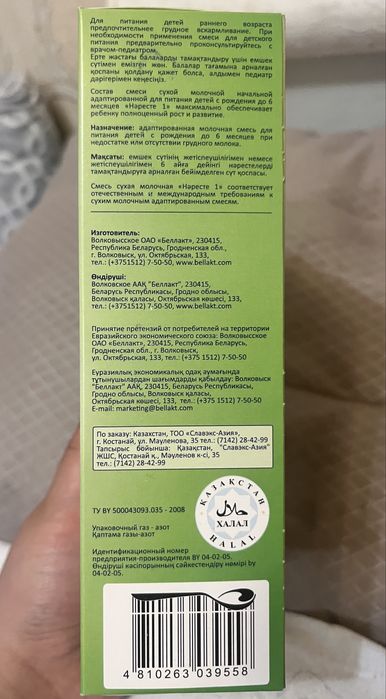 Для питания детей раннего возраста
предпочтительнее грудное вскармливание. При
необходимости применения смеси для детского
питания предварительно проконсультируйтесь с
врачом-педиатром.
Ерте жастағы балаларды тамақтандыру үшін емшек
сүтімен емізген жөн. Балалар тағамына арналған
қоспаны қолдану қажет болса, алдымен педиатр
дәрігерімен кеңесіңіз.
Состав смеси сухой молочной начальной
адаптированной для питания детей с рождения до 6
месяцев «Нәресте 1» максимально обеспечивает
ребенку полноценный рост и развитие.
Назначение: адаптированная молочная смесь для
питания детей с рождения до 6 месяцев при
недостатке или отсутствии грудного молока.
Мақсаты: емшек сутінің жетіспеушілігімен немесе
жетіспеушілігімен 6 айға дейінгі нәрестелерді
тамақтандыруға арналған бейімделген сүт қоспасы.
Смесь сухая молочная «Нәресте 1» соответствует
отечественным и международным требованиям к
сухим молочным адаптированным смесям.
Изготовитель:
Волковысское ОАО «Беллакт», 230415,
Республика Беларусь, Гродненская обл.,
г. Волковыск, ул. Октябрьская, 133,
тел.: (+3751512) 7-50-50, www.bellakt.com
Өндіруші:
Волковское ААҚ "Беллакт", 230415,
Беларусь Республикасы, Гродно облысы,
Волковыск қаласы, Октябрьская көшесі, 133,
тел.: (+3751512) 7-50-50, www.bellakt.com
Принятие претензий от потребителей на территории
Евразийского экономического союза: Волковысское
ОАО «Беллакт», 230415, Республика Беларусь,
Гродненская обл., г. Волковыск,
ул. Октябрьская, 133, тел.: (+375 1512) 7-50-50
Еуразиялық экономикалық одақ аумағында
тұтынушылардан шағымдарды қабылдау: Волковыск
"Беллакт" ААҚ, 230415, Беларусь Республикасы,
Гродно облысы, Волковыск қаласы,
Октябрьская көшесі, 133, тел.: (+375 1512) 7-50-50
E-mail: marketing@bellakt.com
По заказу: Казахстан, ТОО «Славэкс-Азия»,
г. Костанай, ул. Мауленова, 35 тел.: (7142) 28-42-99
Тапсырыс бойынша: Қазақстан, "Славэкс-Азия"
ЖШС, Қостанай қ., Мәуленов к-сі, 35
тел.: (7142) 28-42-99
ҚАЗАҚСТАН
ХАЛАЛ
HALAL
ТУ BY 500043093.035 - 2008
Упаковочный газ - азот
Қаптама газы-азот
Идентификационный номер
предприятия-производителя BY 04-02-05.
Өндіруші кәсіпорынның сәйкестендіру нөмірі by
04-02-05.
4 810263 039558